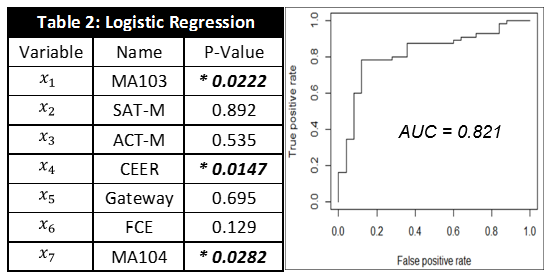 Table 2: Logistic Regression
Variable Name P-Value
x₁ MA103 * 0.0222
x₂ SAT-M 0.892
x₃ ACT-M 0.535
x₄ CEER * 0.0147
x₅ Gateway 0.695
x₆ FCE 0.129
x₇ MA104 * 0.0282
True positive rate
1.0
0.8
0.6
0.4
0.2
0.0
AUC = 0.821
0.0 0.2 0.4 0.6 0.8 1.0
False positive rate